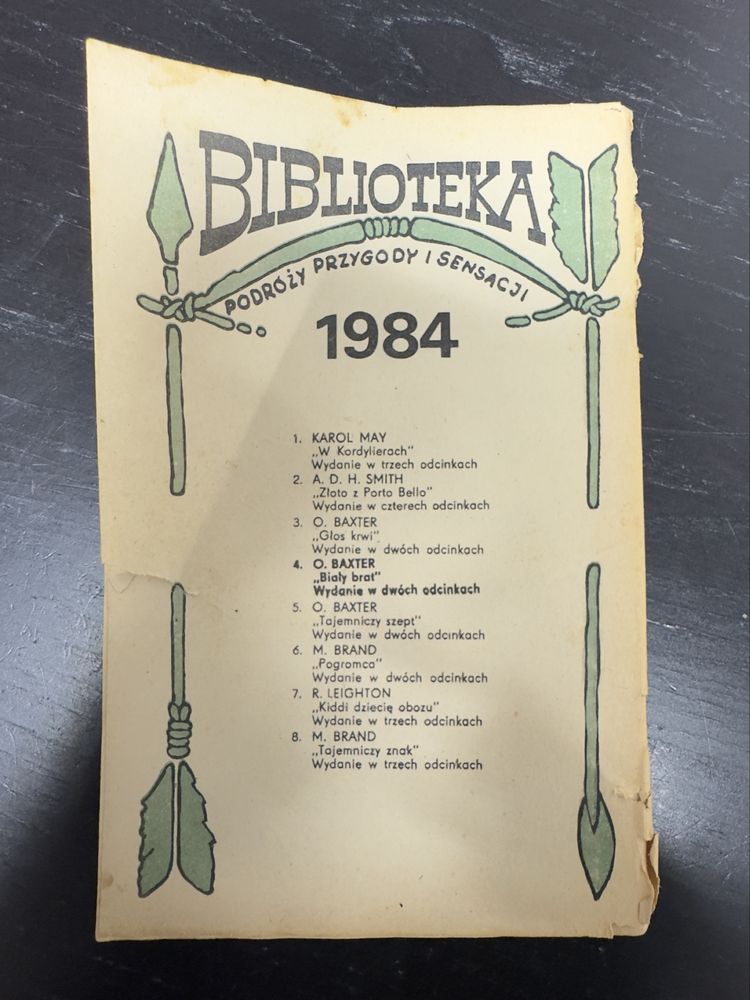 BIBLIOTEKA
PODRÓŻY PRZYGODY I SENSACJI
1984
1. KAROL MAY
„W Kordylierach"
Wydanie w trzech odcinkach
2. A. D. H. SMITH
„Złoto z Porto Bello"
Wydanie w czterech odcinkach
3. O. BAXTER
„Głos krwi"
Wydanie w dwóch odcinkach
4. O. BAXTER
„Biały brat"
Wydanie w dwóch odcinkach
5. O. BAXTER
„Tajemniczy szept"
Wydanie w dwóch odcinkach
6. M. BRAND
„Pogromca"
Wydanie w dwóch odcinkach
7. R. LEIGHTON
„Kiddi dziecię obozu"
Wydanie w trzech odcinkach
8. M. BRAND
„Tajemniczy znak"
Wydanie w trzech odcinkach